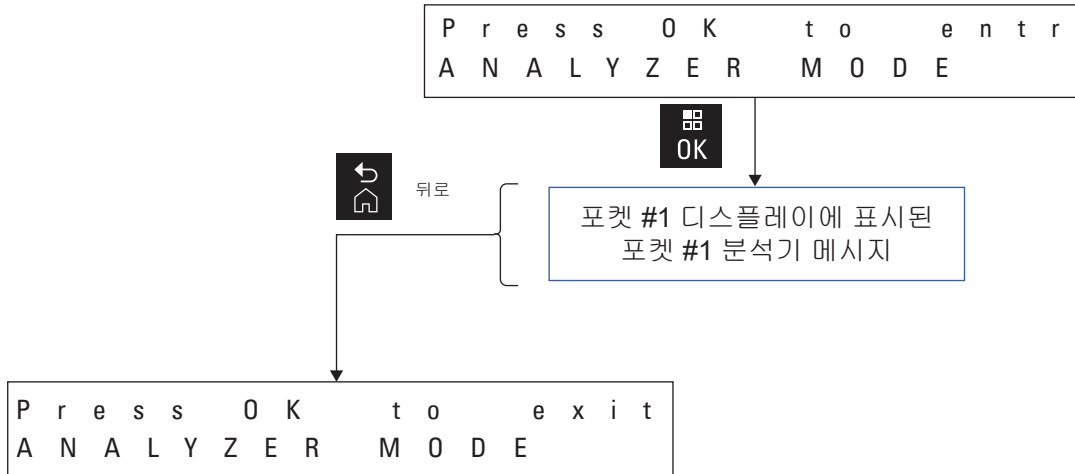 Press OK to entr
ANALYZER MODE
OK
뒤로
포켓 #1 디스플레이에 표시된
포켓 #1 분석기 메시지
Press OK to exit
ANALYZER MODE